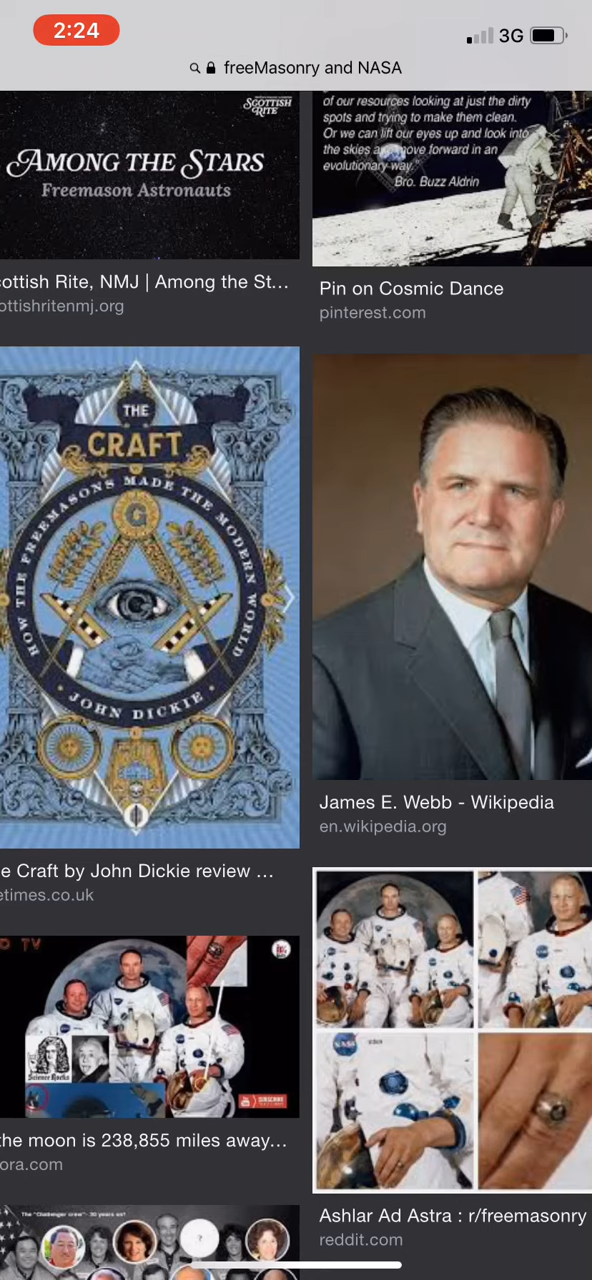 2:24
3G
freeMasonry and NASA
SCOTTISH
RITE
AMONG THE STARS
Freemason Astronauts
ottish Rite, NMJ | Among the St...
ottishritenmj.org
of our resources looking at just the dirty
spots and trying to make them clean.
Or we can lift our eyes up and look into
the skies and move forward in an
evolutionary way."
Bro. Buzz Aldrin
Pin on Cosmic Dance
pinterest.com
THE
CRAFT
HOW THE FREEMASONS MADE THE MODERN WORLD
G
JOHN DICKIE
e Craft by John Dickie review ...
etimes.co.uk
James E. Webb - Wikipedia
en.wikipedia.org
TV
Science Rocks
SUBSCRIBE
the moon is 238,855 miles away...
ora.com
NASA
Ashlar Ad Astra : r/freemasonry
reddit.com
The "Challenger crew"- 30 years on?
?